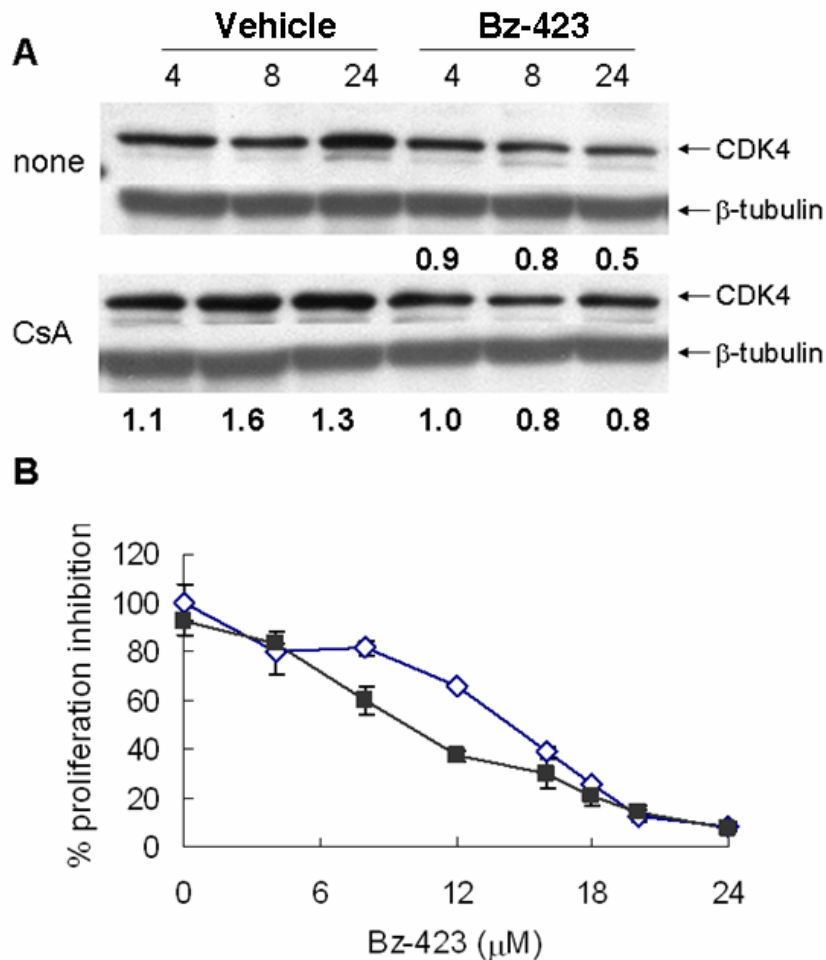 A
Vehicle Bz-423
4 8 24 4 8 24
none
CDK4
β-tubulin
0.9 0.8 0.5
CsA
CDK4
β-tubulin
1.1 1.6 1.3 1.0 0.8 0.8
B
% proliferation inhibition
120
100
80
60
40
20
0
0 6 12 18 24
Bz-423 (μM)